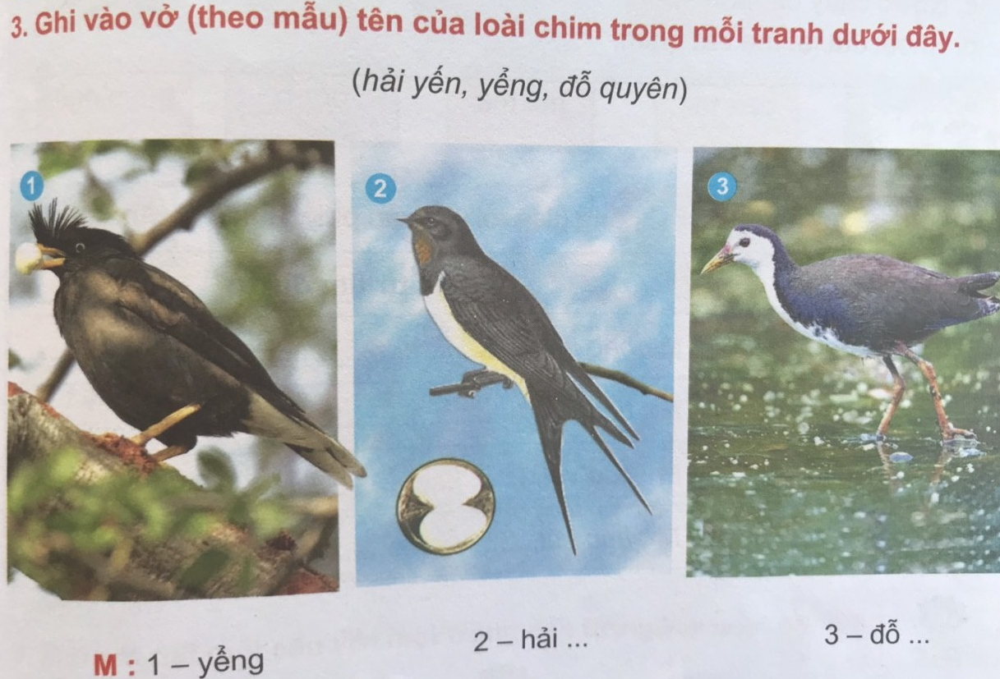 3. Ghi vào vở (theo mẫu) tên của loài chim trong mỗi tranh dưới đây.
(hải yến, yểng, đỗ quyên)
1
2
3
M : 1 – yểng
2 – hải ...
3 – đỗ ...